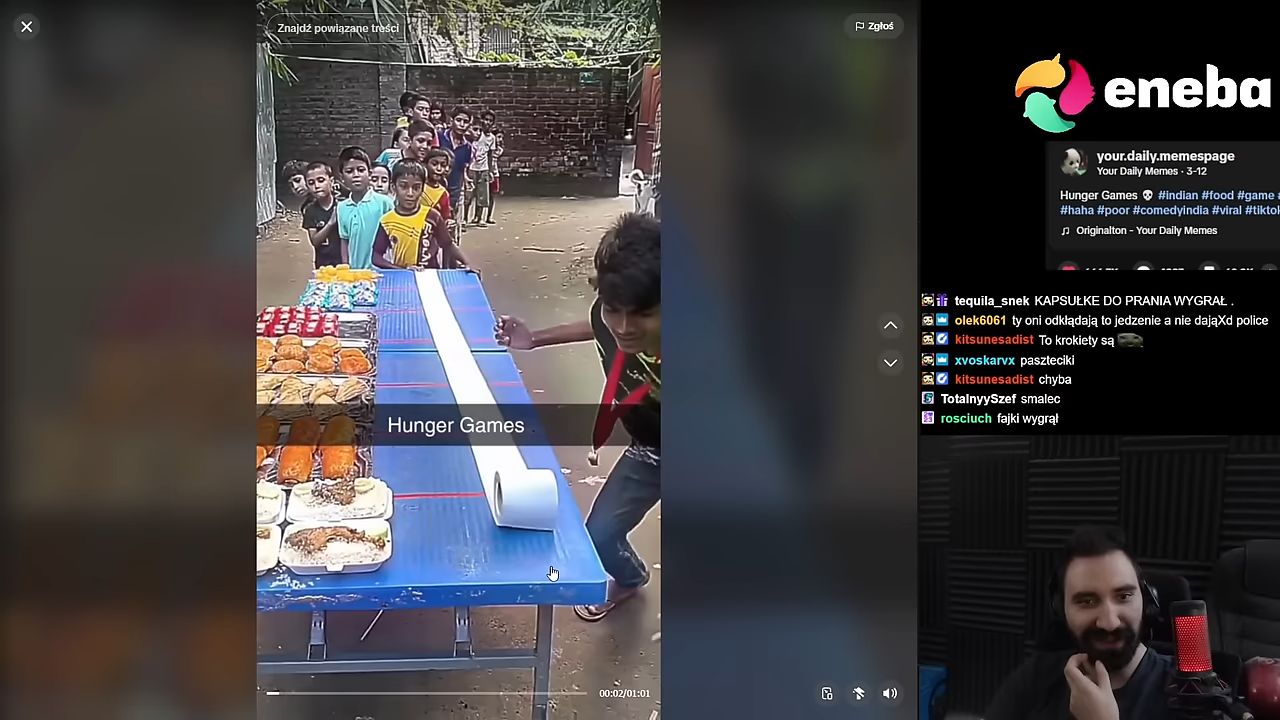 Znajdź powiązane treści
Zgłoś
Hunger Games
00:02/01:01
eneba
your.daily.memespage
Your Daily Memes · 3-12
Hunger Games 💀 #indian #food #game
#haha #poor #comedyindia #viral #tiktok
♫ Originalton - Your Daily Memes
tequila_snek KAPSUŁKE DO PRANIA WYGRAŁ .
olek6061 ty oni odkłądają to jedzenie a nie dająXd police
kitsunesadist To krokiety są
xvoskarvx paszteciki
kitsunesadist chyba
TotalnyySzef smalec
rosciuch fajki wygrął